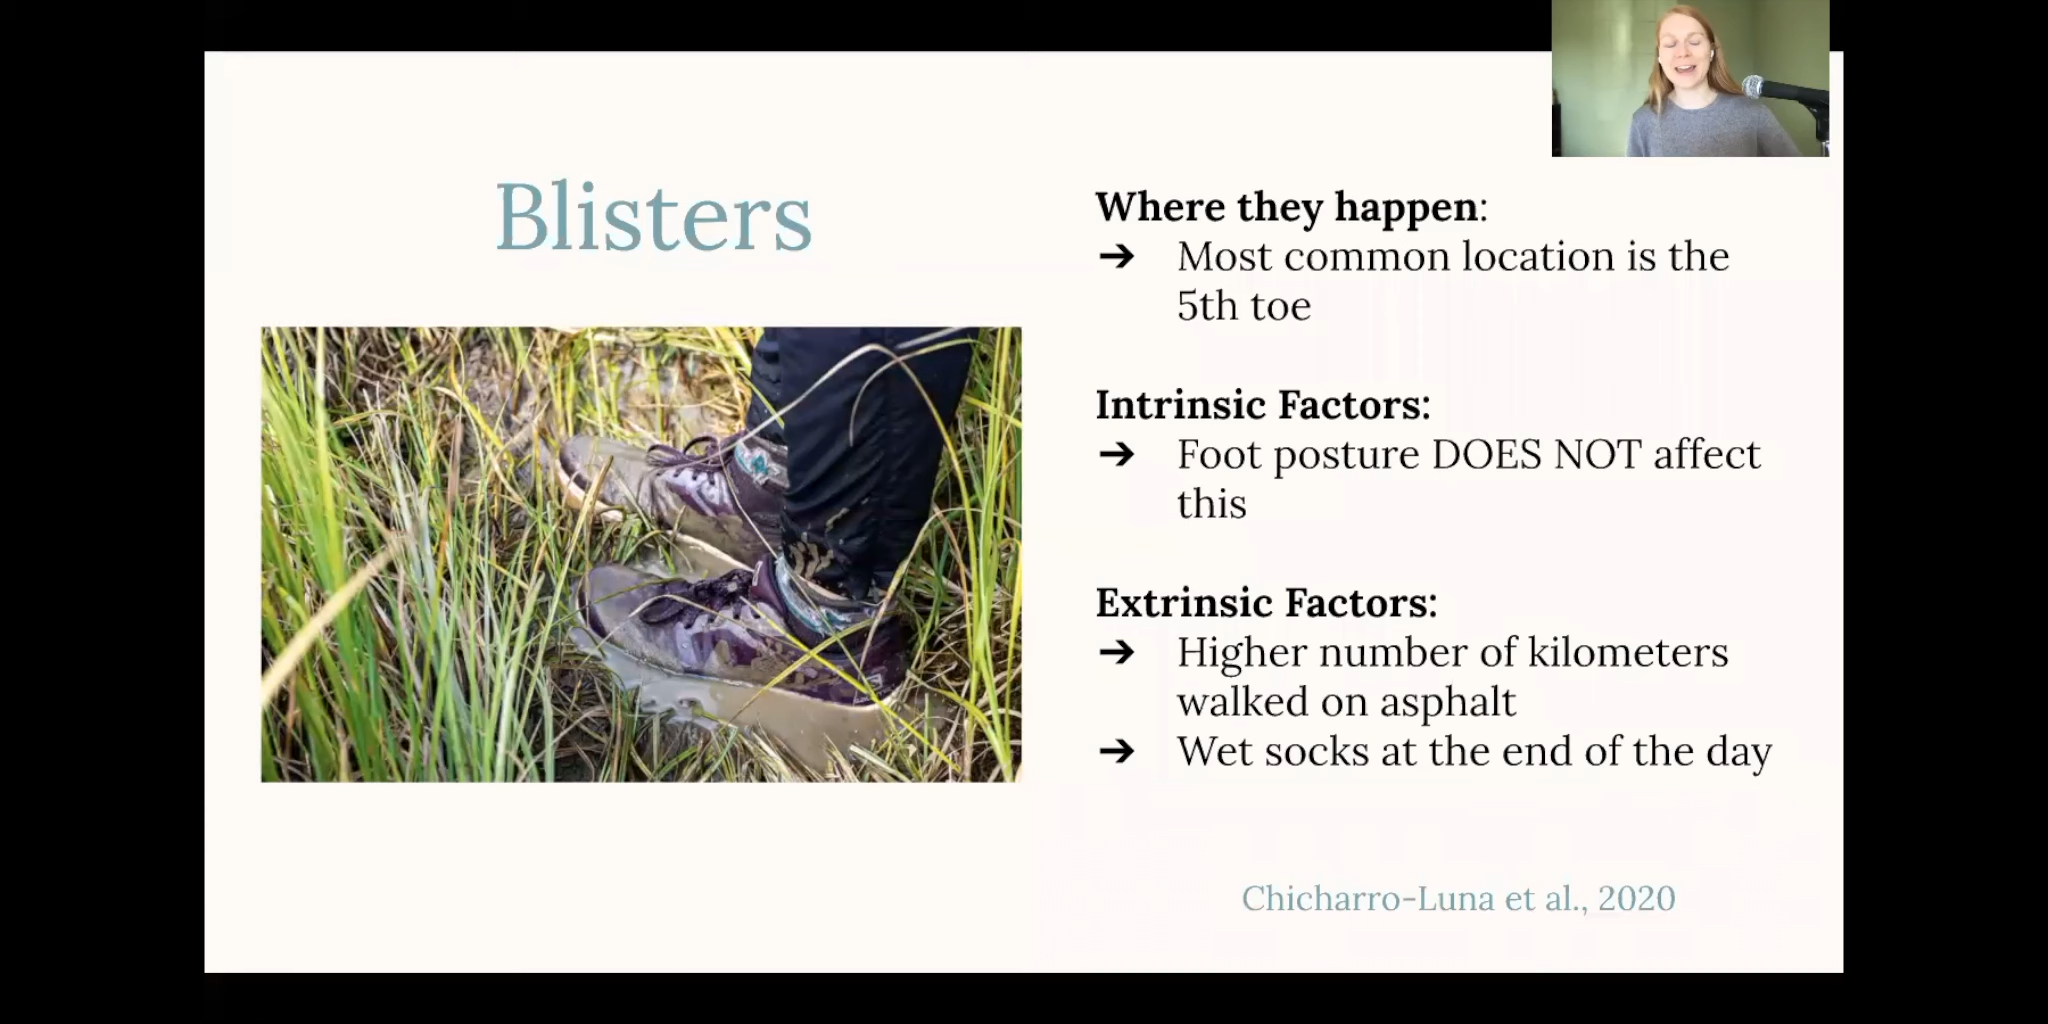 Blisters
Where they happen:
➔ Most common location is the
5th toe
Intrinsic Factors:
➔ Foot posture DOES NOT affect
this
Extrinsic Factors:
➔ Higher number of kilometers
walked on asphalt
➔ Wet socks at the end of the day
Chicharro-Luna et al., 2020